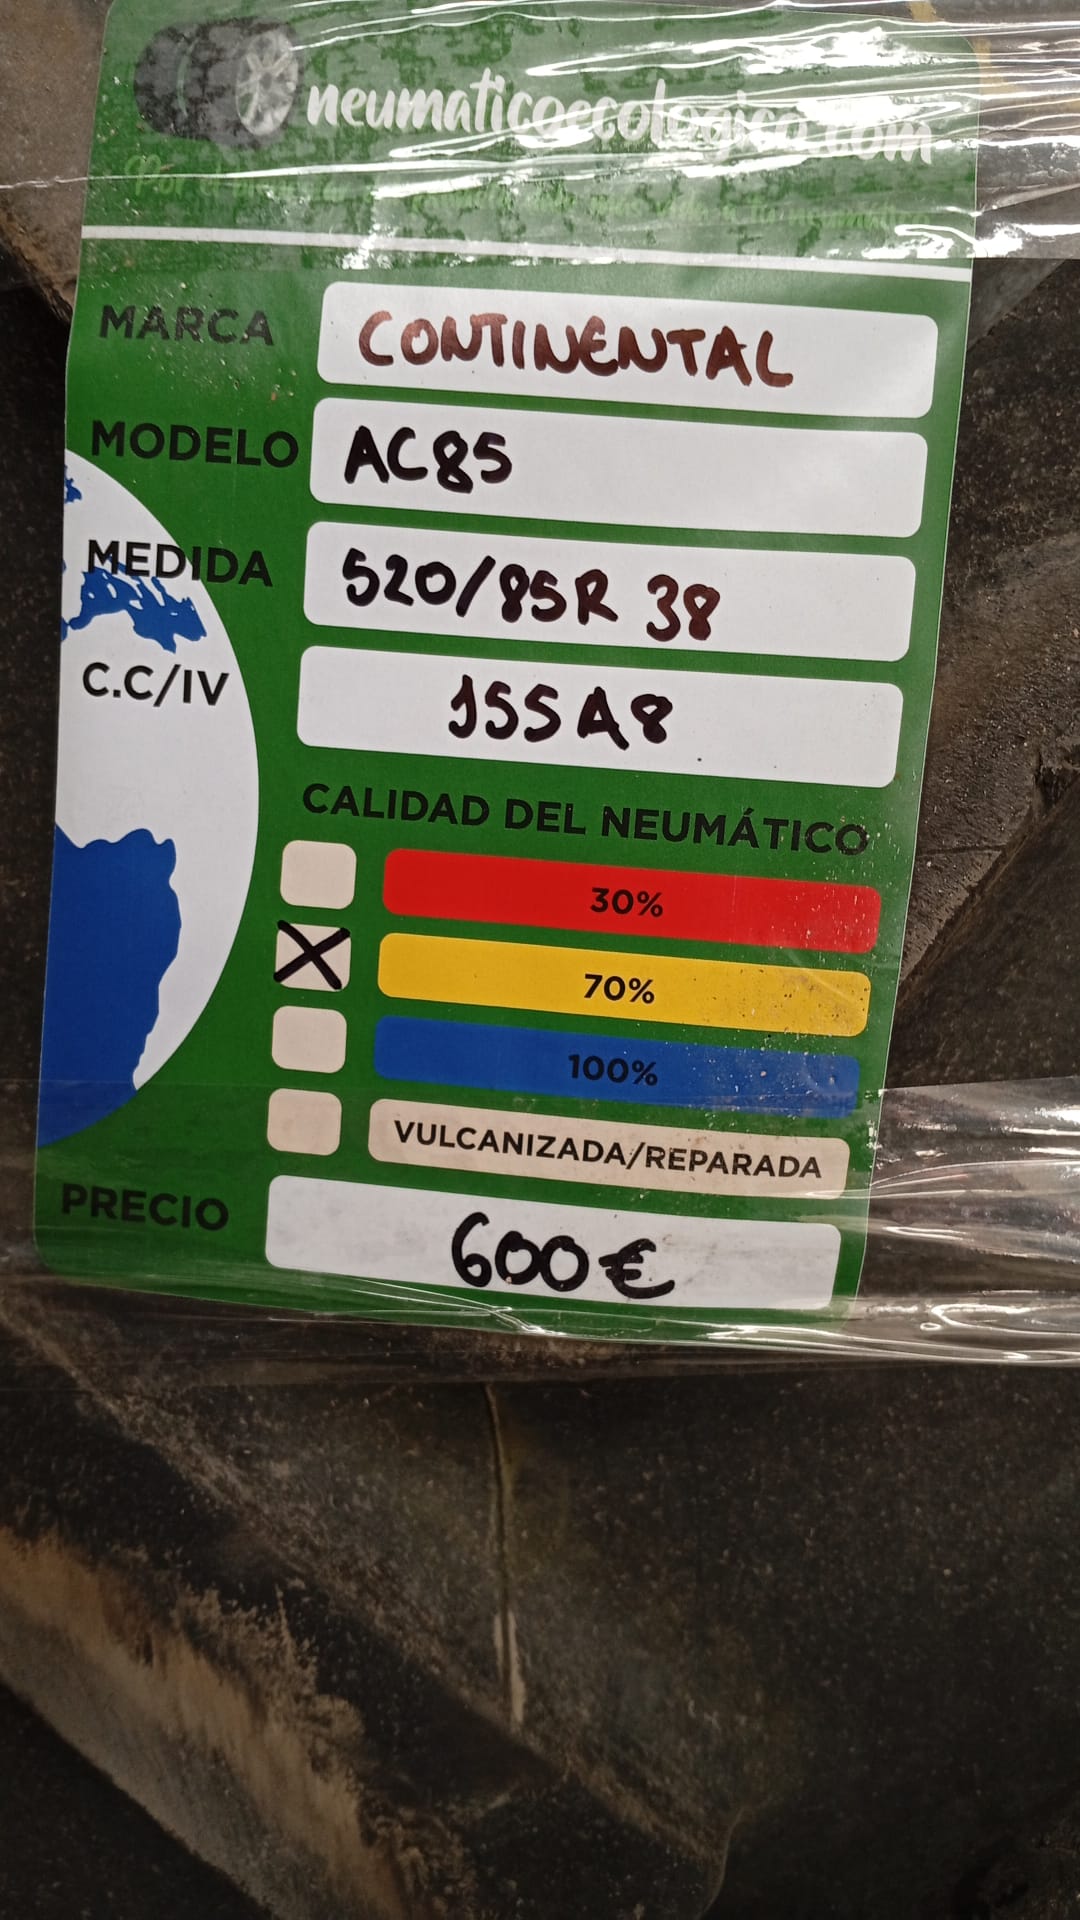 neumaticoecologico.com
MARCA CONTINENTAL
MODELO AC85
MEDIDA 520/85R 38
C.C/IV 155A8
CALIDAD DEL NEUMÁTICO
30%
X 70%
100%
VULCANIZADA/REPARADA
PRECIO 600€